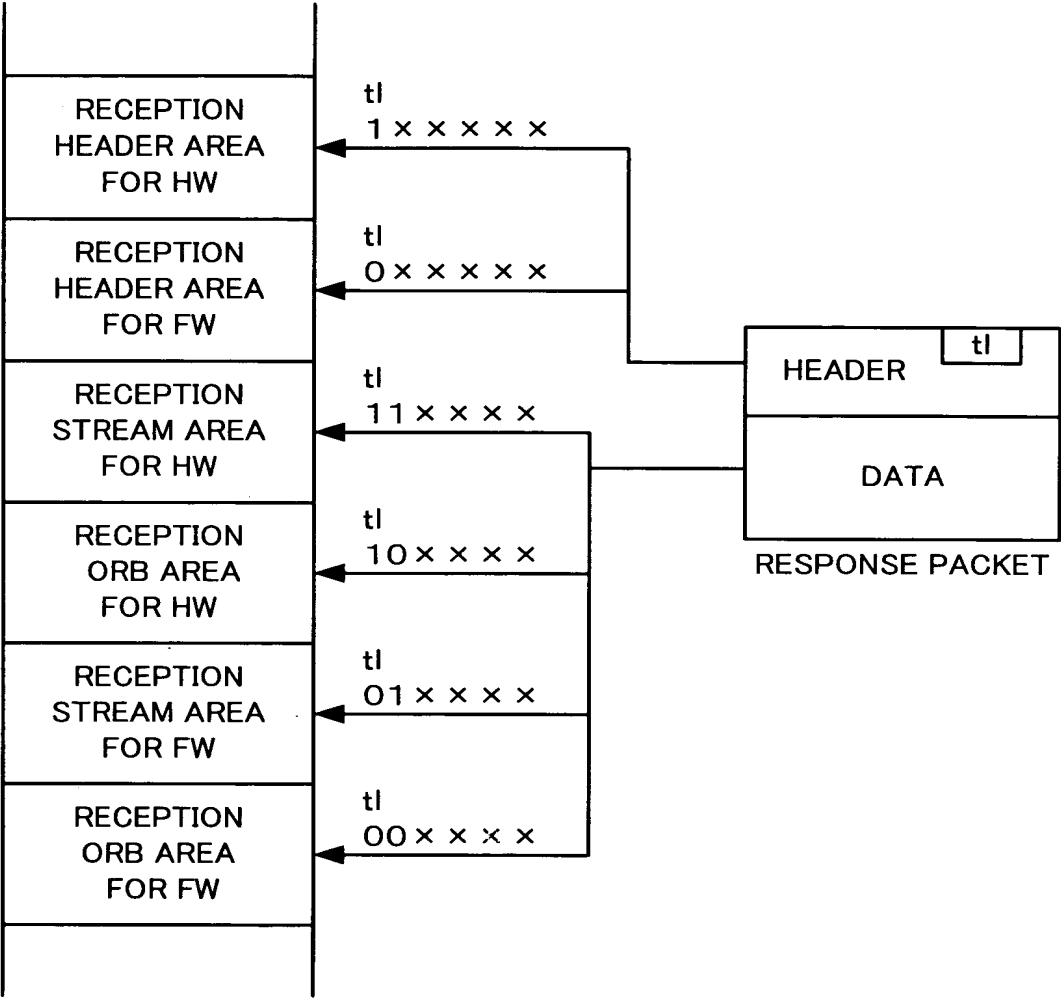 RECEPTION
HEADER AREA
FOR HW
tl
1×××××
RECEPTION
HEADER AREA
FOR FW
tl
0×××××
RECEPTION
STREAM AREA
FOR HW
tl
11××××
RECEPTION
ORB AREA
FOR HW
tl
10××××
RECEPTION
STREAM AREA
FOR FW
tl
01××××
RECEPTION
ORB AREA
FOR FW
tl
00××××
HEADER
tl
DATA
RESPONSE PACKET